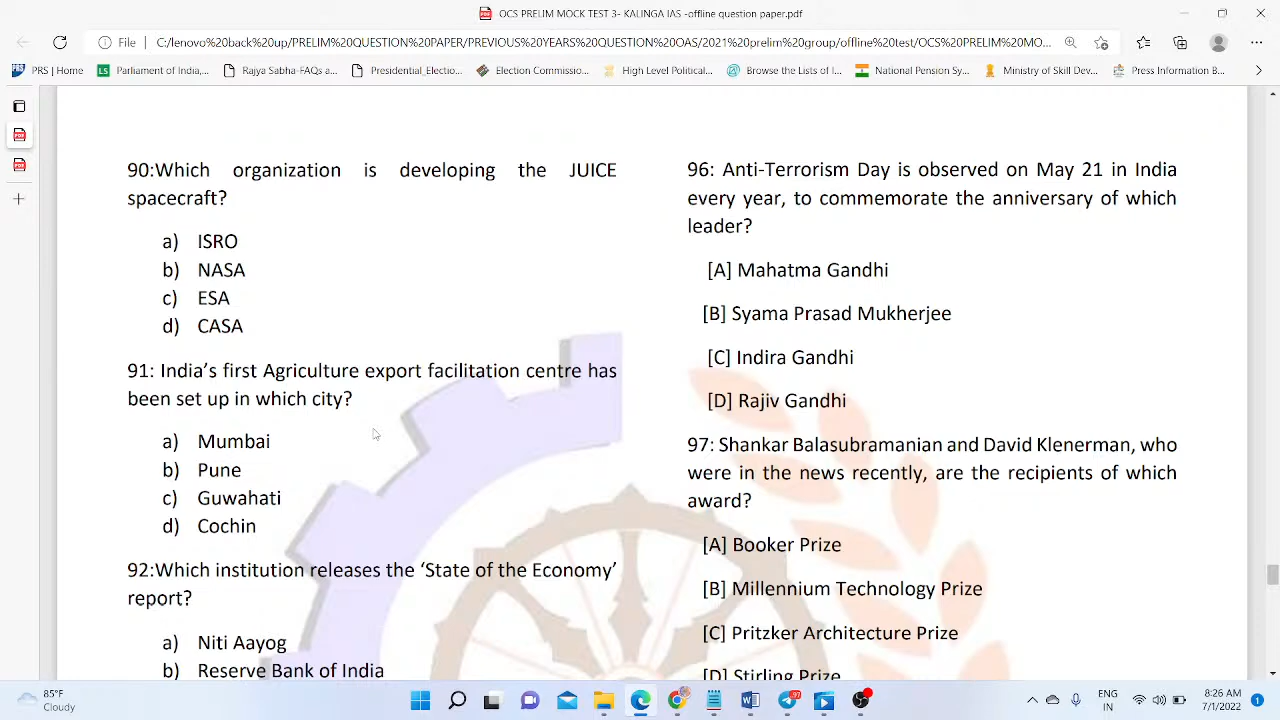 OCS PRELIM MOCK TEST 3- KALINGA IAS -offline question paper.pdf
File C:/lenovo%20back%20up/PRELIM%20QUESTION%20PAPER/PREVIOUS%20YEARS%20QUESTION%20OAS/2021%20prelim%20group/offline%20test/OCS%20PRELIM%20MO...
PRS | Home
Parliament of India,...
Rajya Sabha-FAQs a...
Presidential_Electo...
Election Commissio...
High Level Political...
Browse the Lists of I...
National Pension Sy...
Ministry of Skill Dev...
Press Information B...
90:Which organization is developing the JUICE
spacecraft?
a) ISRO
b) NASA
c) ESA
d) CASA
91: India's first Agriculture export facilitation centre has
been set up in which city?
a) Mumbai
b) Pune
c) Guwahati
d) Cochin
92:Which institution releases the ‘State of the Economy’
report?
a) Niti Aayog
b) Reserve Bank of India
96: Anti-Terrorism Day is observed on May 21 in India
every year, to commemorate the anniversary of which
leader?
[A] Mahatma Gandhi
[B] Syama Prasad Mukherjee
[C] Indira Gandhi
[D] Rajiv Gandhi
97: Shankar Balasubramanian and David Klenerman, who
were in the news recently, are the recipients of which
award?
[A] Booker Prize
[B] Millennium Technology Prize
[C] Pritzker Architecture Prize
[D] Stirling Prize
85°F
Cloudy
ENG
IN
8:26 AM
7/1/2022